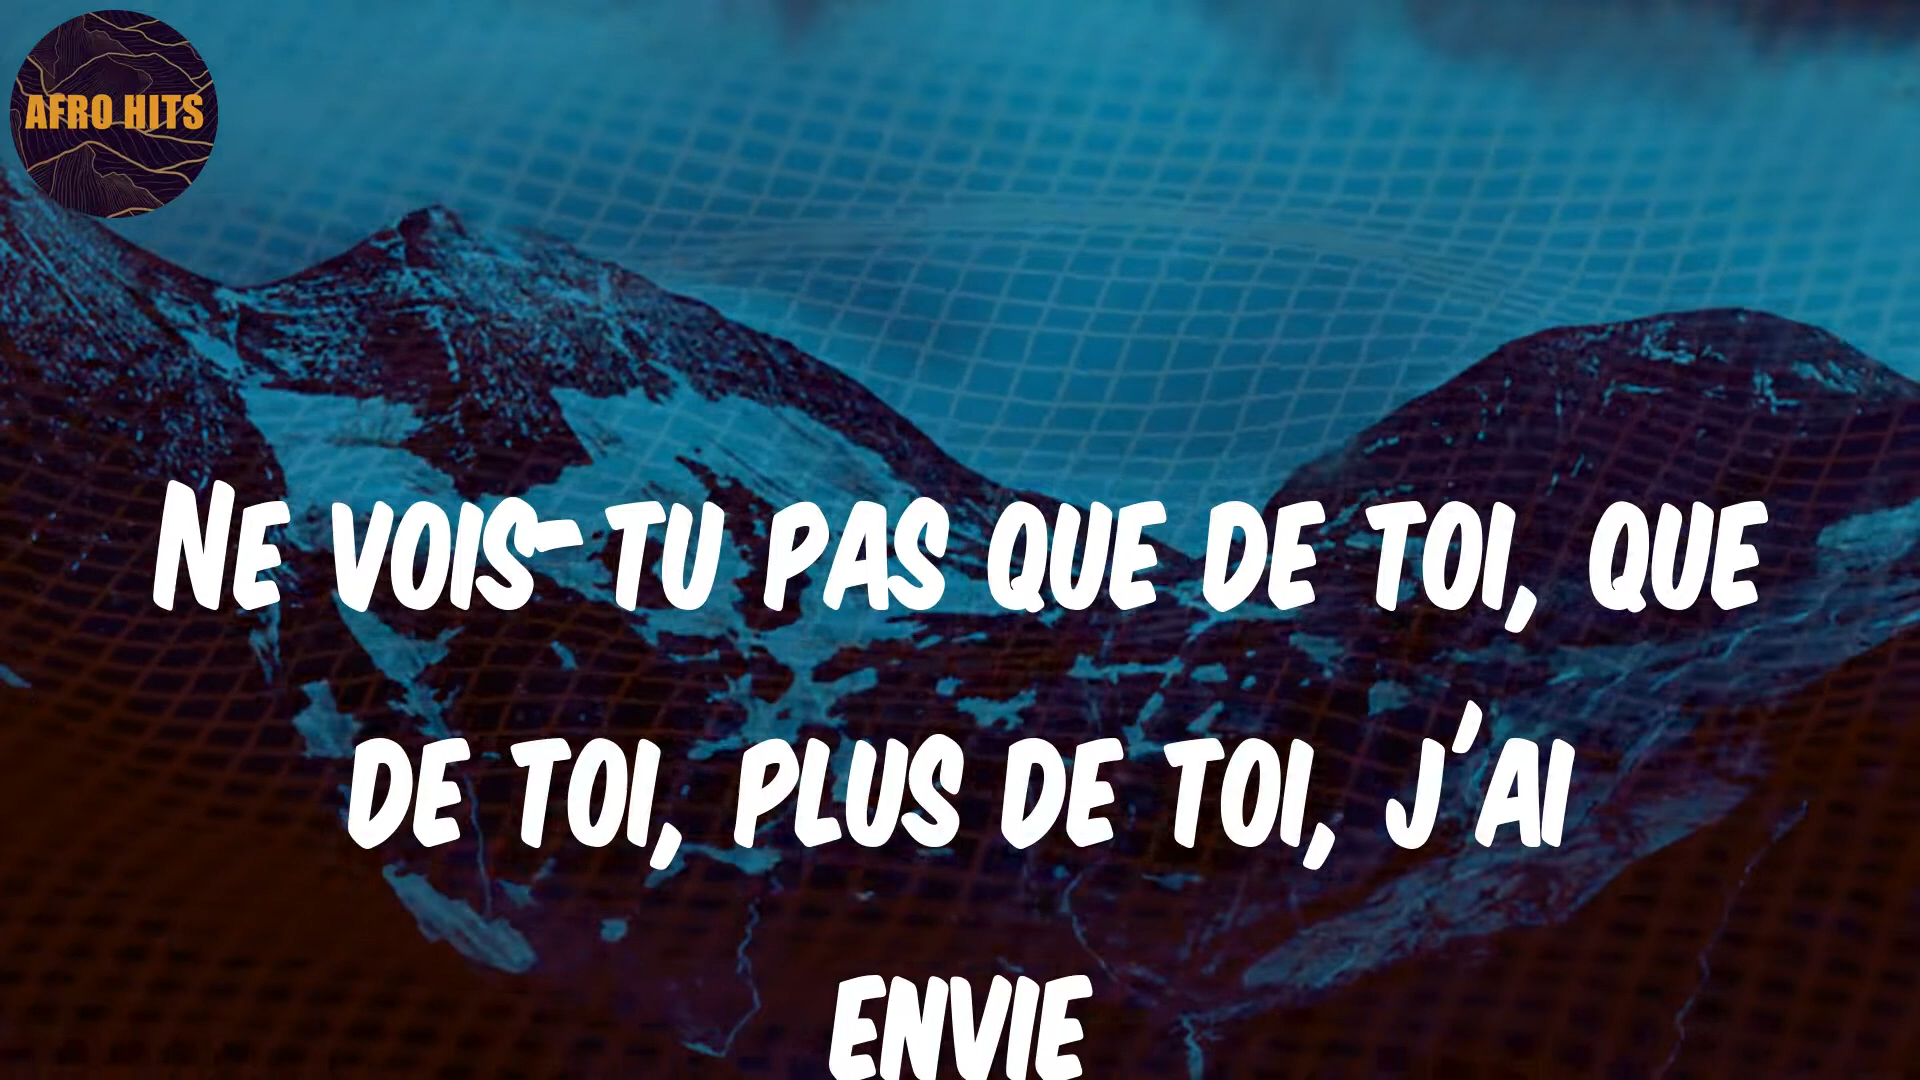 AFRO HITS
Ne vois-tu pas que de toi, que
de toi, plus de toi, j'ai
envie